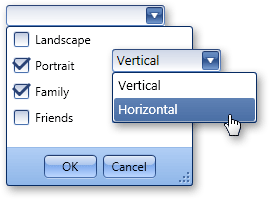 Landscape
Portrait
Family
Friends
OK Cancel
Vertical
Vertical
Horizontal